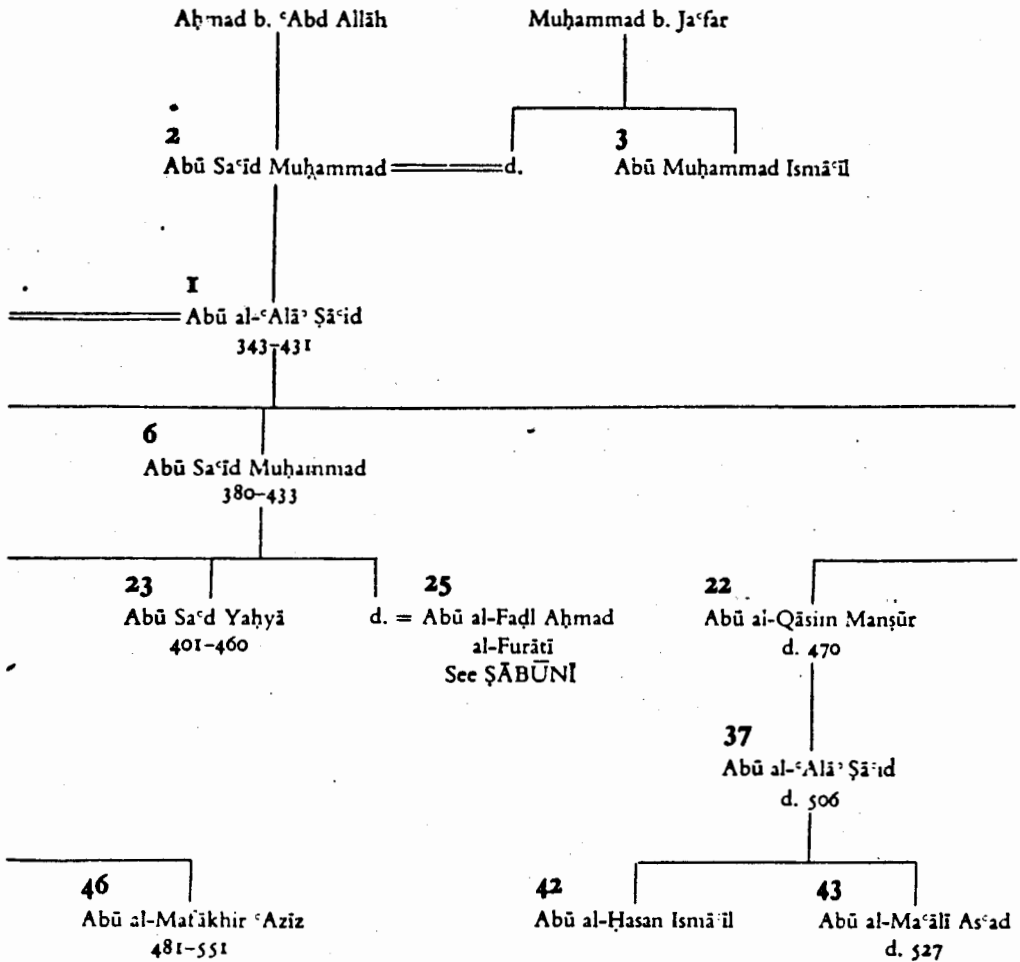 Aḥmad b. ʿAbd Allāh
Muḥammad b. Jaʿfar
2
Abū Saʿīd Muḥammad
d.
3
Abū Muḥammad Ismāʿīl
1
Abū al-ʿAlāʾ Ṣāʿid
343–431
6
Abū Saʿīd Muḥammad
380–433
23
Abū Saʿd Yaḥyā
401–460
25
d. = Abū al-Faḍl Aḥmad
al-Furātī
See ṢĀBŪNĪ
22
Abū al-Qāsim Manṣūr
d. 470
37
Abū al-ʿAlāʾ Ṣāʿid
d. 506
46
Abū al-Mafākhir ʿAzīz
481–551
42
Abū al-Ḥasan Ismāʿīl
43
Abū al-Maʿālī Asʿad
d. 527